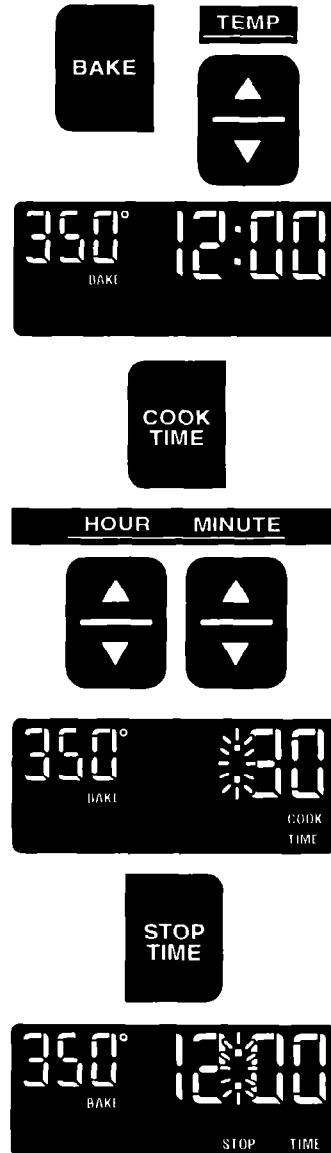 TEMP
BAKE
350° 12:00
BAKE
COOK
TIME
HOUR MINUTE
350° :30
BAKE
COOK
TIME
STOP
TIME
350° 12:00
BAKE
STOP TIME